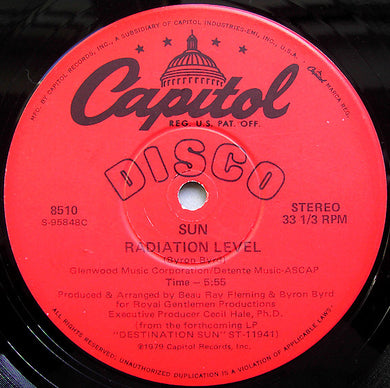 MFD. BY CAPITOL RECORDS, INC., A SUBSIDIARY OF CAPITOL INDUSTRIES-EMI, INC., U.S.A.
Capitol
MARCA REG.
REG. U.S. PAT. OFF.
DISCO
8510
S-95848C
STEREO
33 1/3 RPM
SUN
RADIATION LEVEL
(Byron Byrd)
Glenwood Music Corporation/Detente Music-ASCAP
Time - 5:55
Produced & Arranged by Beau Ray Fleming & Byron Byrd
for Royal Gentlemen Productions
Executive Producer Cecil Hale, Ph.D.
(from the forthcoming LP
"DESTINATION SUN" ST-11941)
℗1979 Capitol Records, Inc.
ALL RIGHTS RESERVED. UNAUTHORIZED DUPLICATION IS A VIOLATION OF APPLICABLE LAWS.